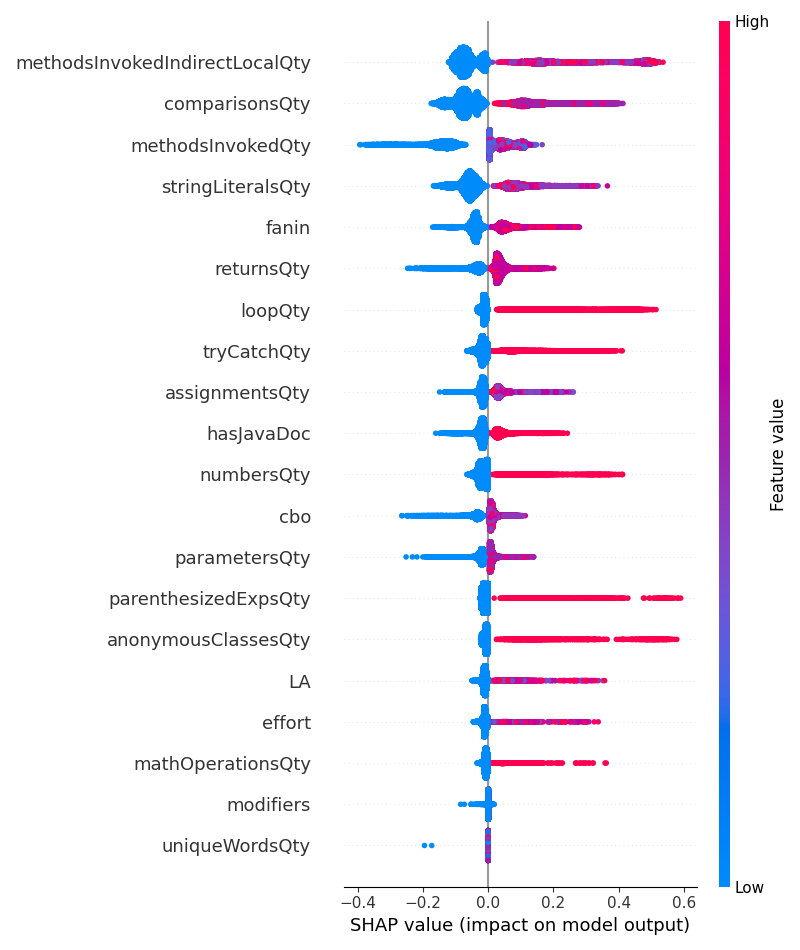 High
methodsInvokedIndirectLocalQty
comparisonsQty
methodsInvokedQty
stringLiteralsQty
fanin
returnsQty
loopQty
tryCatchQty
assignmentsQty
hasJavaDoc
numbersQty
cbo
parametersQty
parenthesizedExpsQty
anonymousClassesQty
LA
effort
mathOperationsQty
modifiers
uniqueWordsQty
Feature value
Low
−0.4 −0.2 0.0 0.2 0.4 0.6
SHAP value (impact on model output)